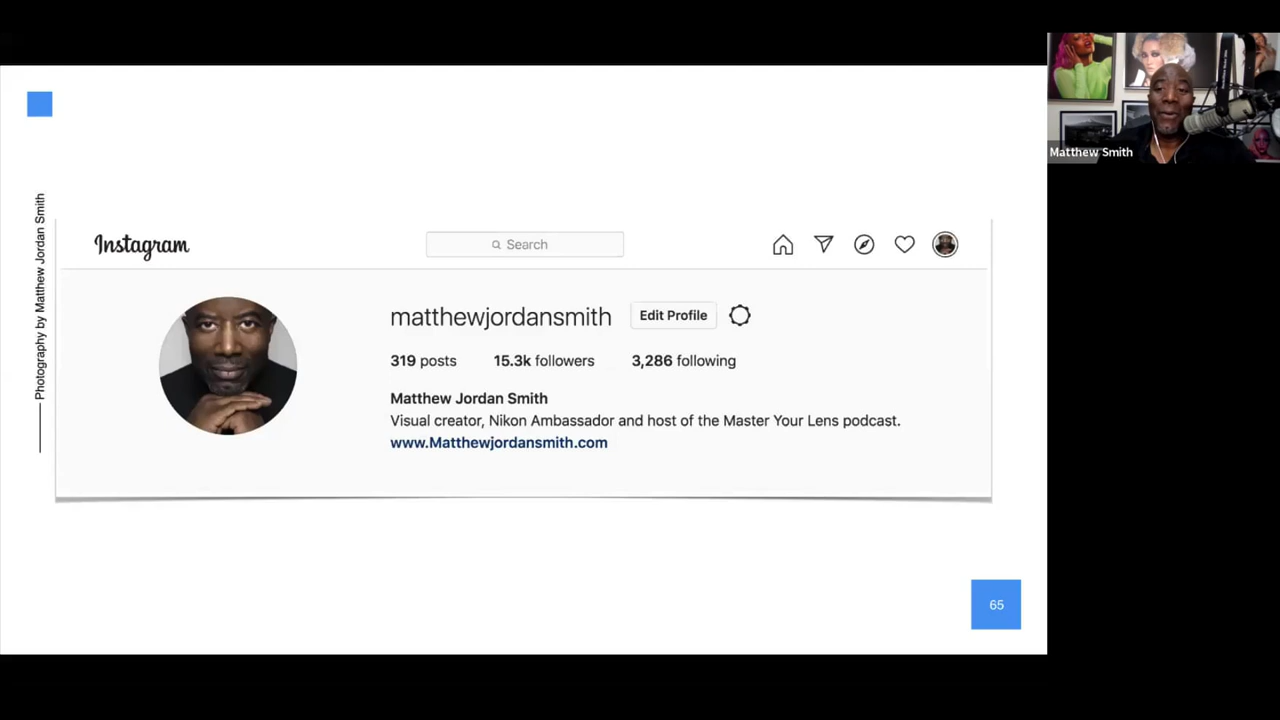 Matthew Smith
Photography by Matthew Jordan Smith
Instagram
Search
matthewjordansmith
Edit Profile
319 posts 15.3k followers 3,286 following
Matthew Jordan Smith
Visual creator, Nikon Ambassador and host of the Master Your Lens podcast.
www.Matthewjordansmith.com
65